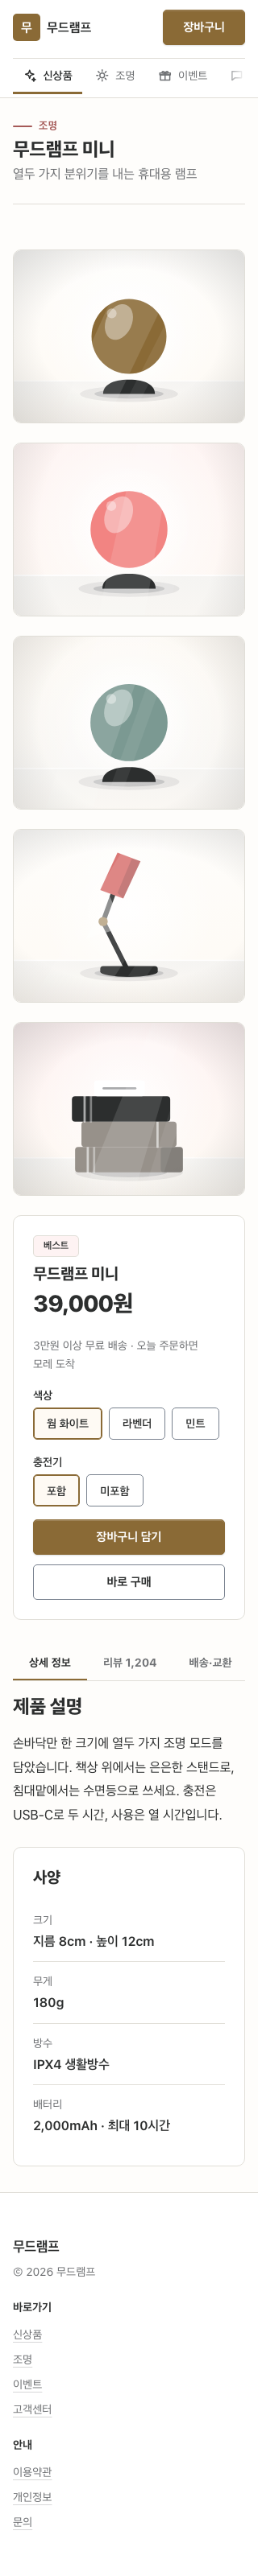 무 무드램프
장바구니
신상품 조명 이벤트
조명
무드램프 미니
열두 가지 분위기를 내는 휴대용 램프
베스트
무드램프 미니
39,000원
3만원 이상 무료 배송 · 오늘 주문하면
모레 도착
색상
웜 화이트 라벤더 민트
충전기
포함 미포함
장바구니 담기
바로 구매
상세 정보 리뷰 1,204 배송·교환
제품 설명
손바닥만 한 크기에 열두 가지 조명 모드를
담았습니다. 책상 위에서는 은은한 스탠드로,
침대맡에서는 수면등으로 쓰세요. 충전은
USB-C로 두 시간, 사용은 열 시간입니다.
사양
크기
지름 8cm · 높이 12cm
무게
180g
방수
IPX4 생활방수
배터리
2,000mAh · 최대 10시간
무드램프
© 2026 무드램프
바로가기
신상품
조명
이벤트
고객센터
안내
이용약관
개인정보
문의